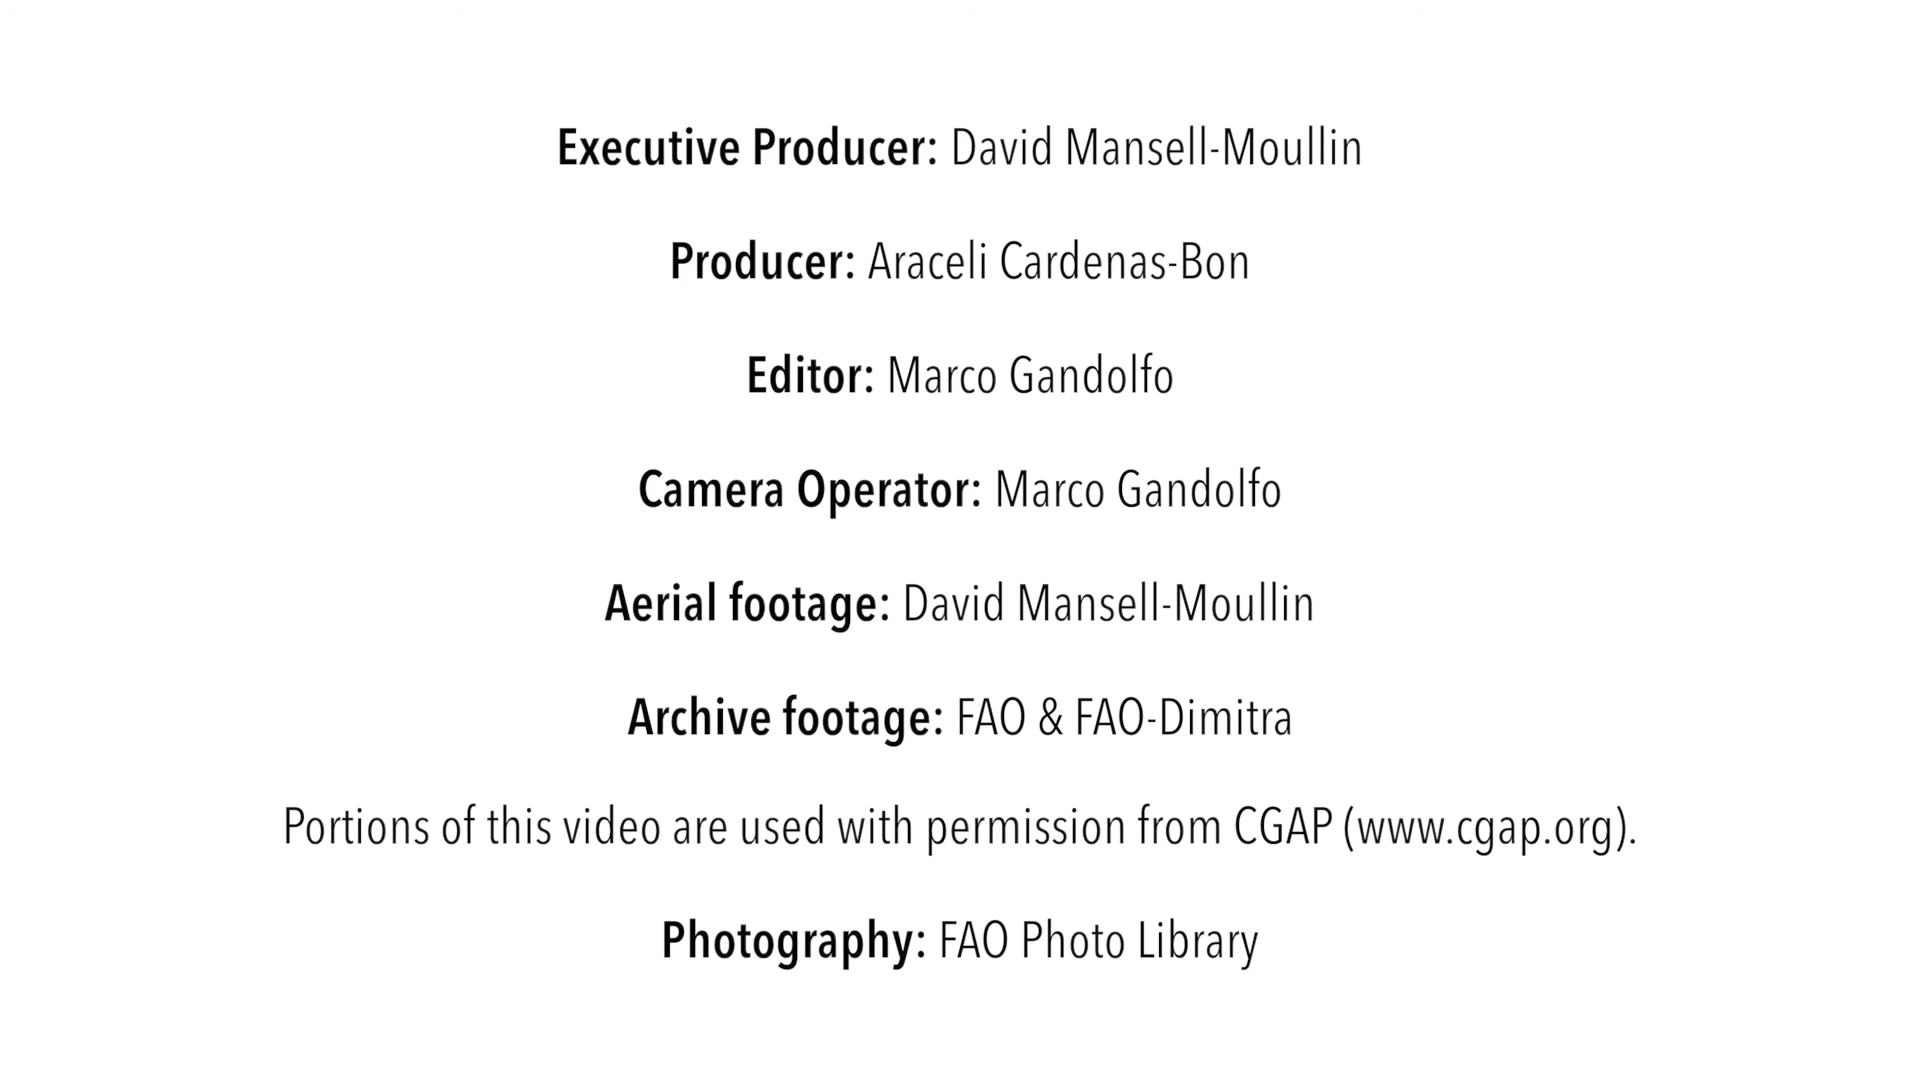 Executive Producer: David Mansell-Moullin
Producer: Araceli Cardenas-Bon
Editor: Marco Gandolfo
Camera Operator: Marco Gandolfo
Aerial footage: David Mansell-Moullin
Archive footage: FAO & FAO-Dimitra
Portions of this video are used with permission from CGAP (www.cgap.org).
Photography: FAO Photo Library